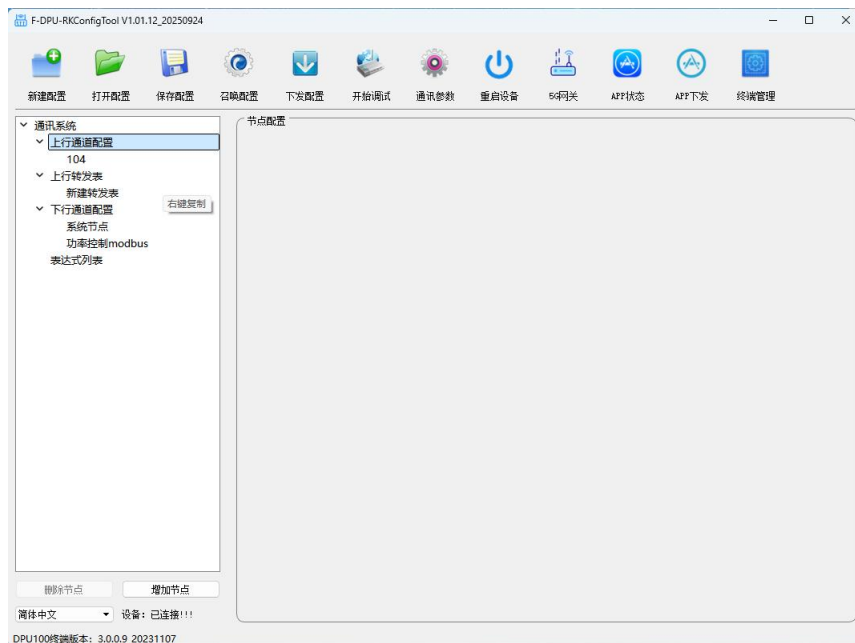 F-DPU-RKConfigTool V1.01.12_20250924
新建配置 打开配置 保存配置 召唤配置 下发配置 开始调试 通讯参数 重启设备 5G网关 APP状态 APP下发 终端管理
通讯系统
上行通道配置
104
上行转发表
新建转发表
下行通道配置
系统节点
功率控制modbus
表达式列表
右键复制
节点配置
删除节点 增加节点
简体中文 设备：已连接!!!
DPU100终端版本：3.0.0.9 20231107